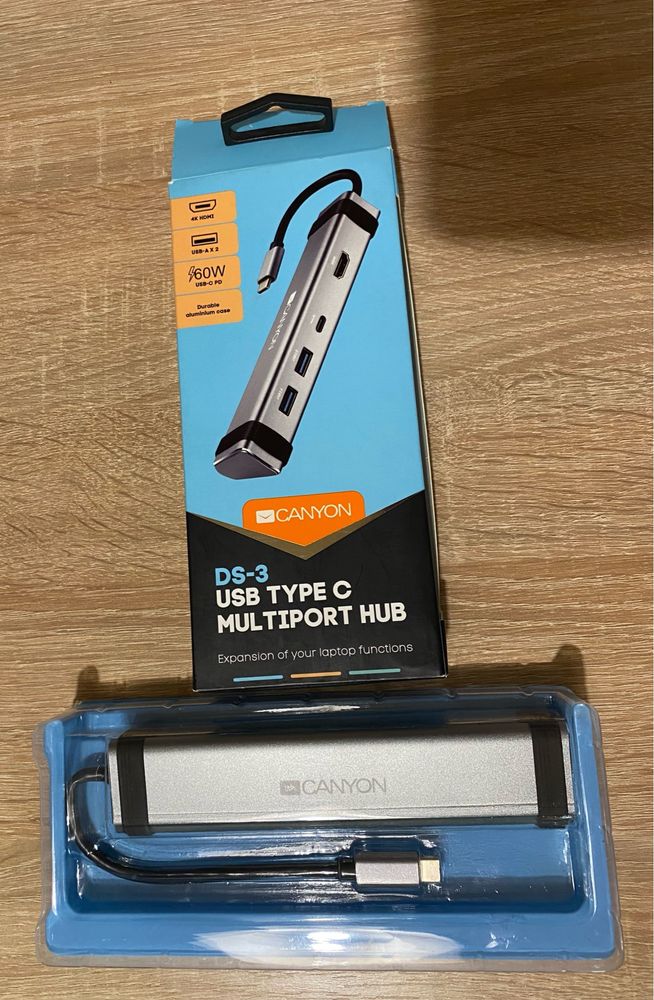 4K HDMI
USB-A X 2
60W
USB-C PD
Durable
aluminium case
CANYON
CANYON
DS-3
USB TYPE C
MULTIPORT HUB
Expansion of your laptop functions
CANYON